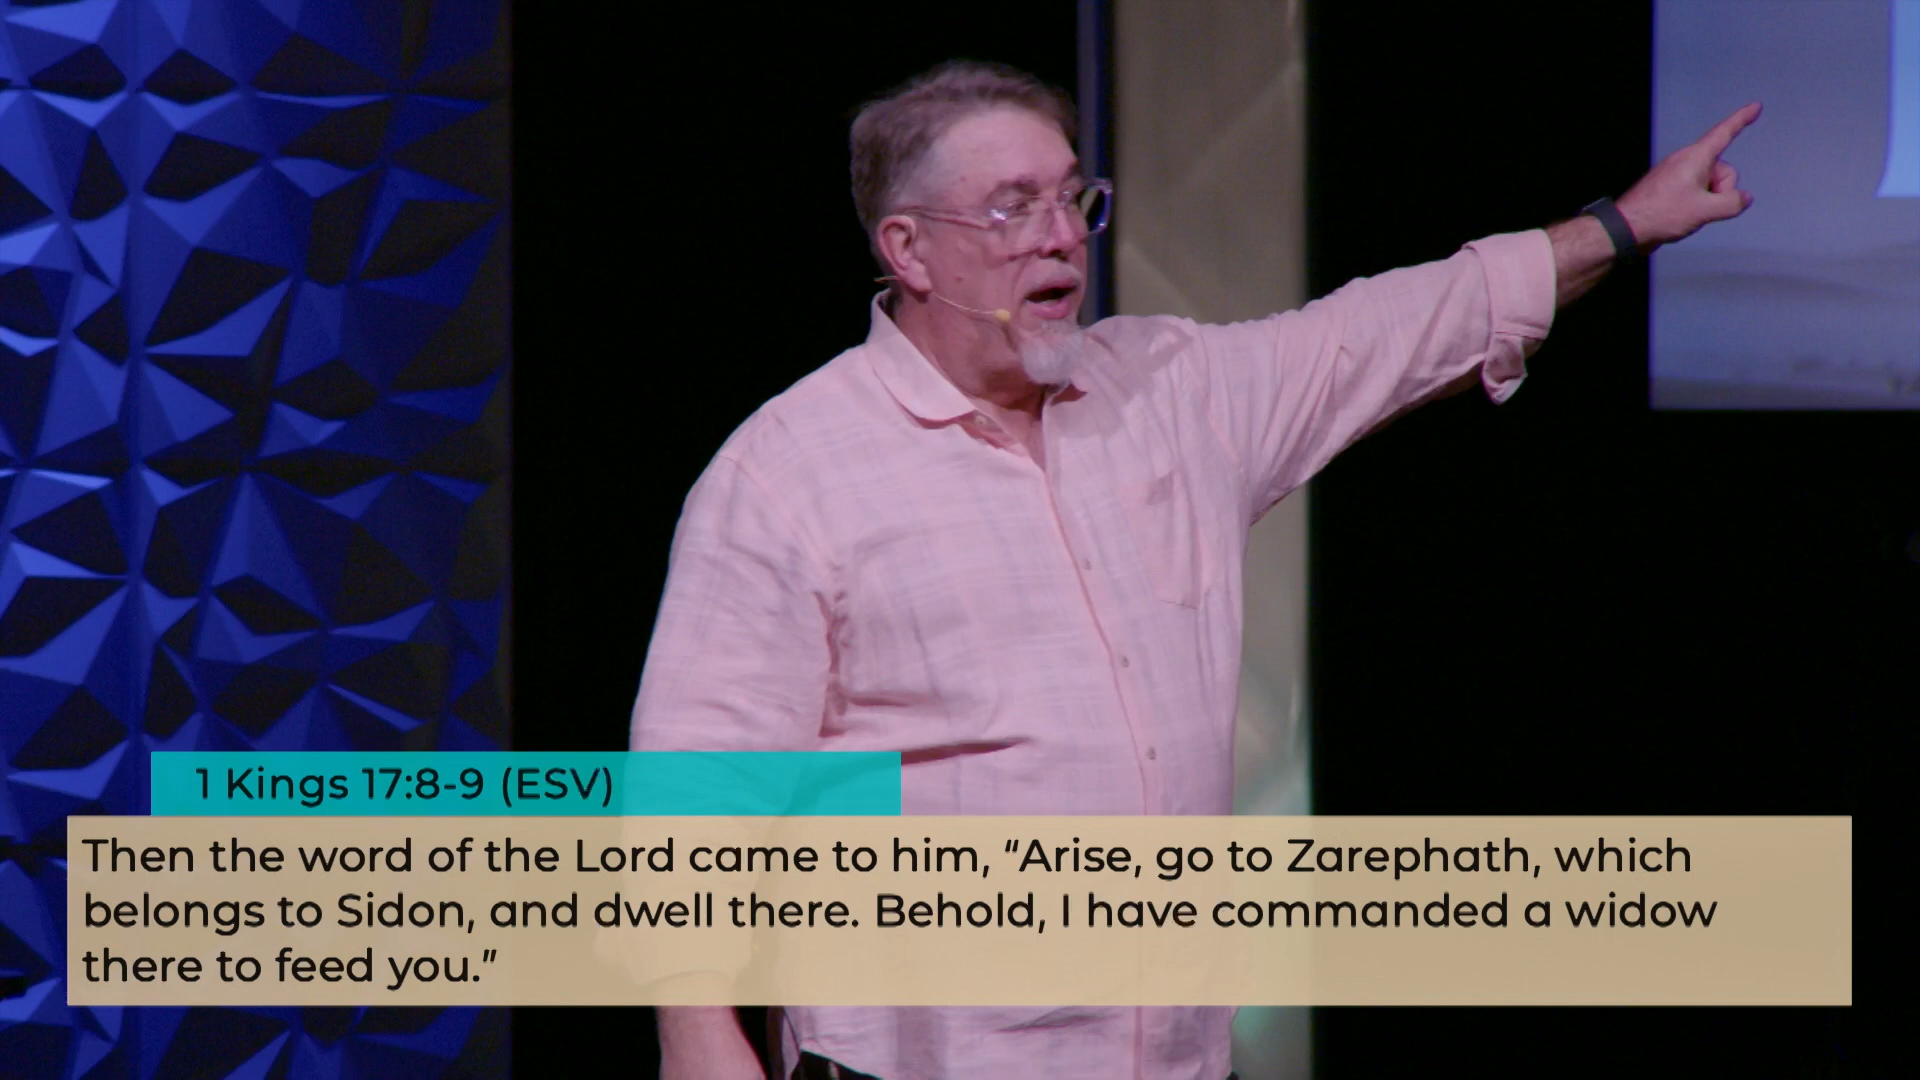 1 Kings 17:8-9 (ESV)
Then the word of the Lord came to him, “Arise, go to Zarephath, which
belongs to Sidon, and dwell there. Behold, I have commanded a widow
there to feed you.”